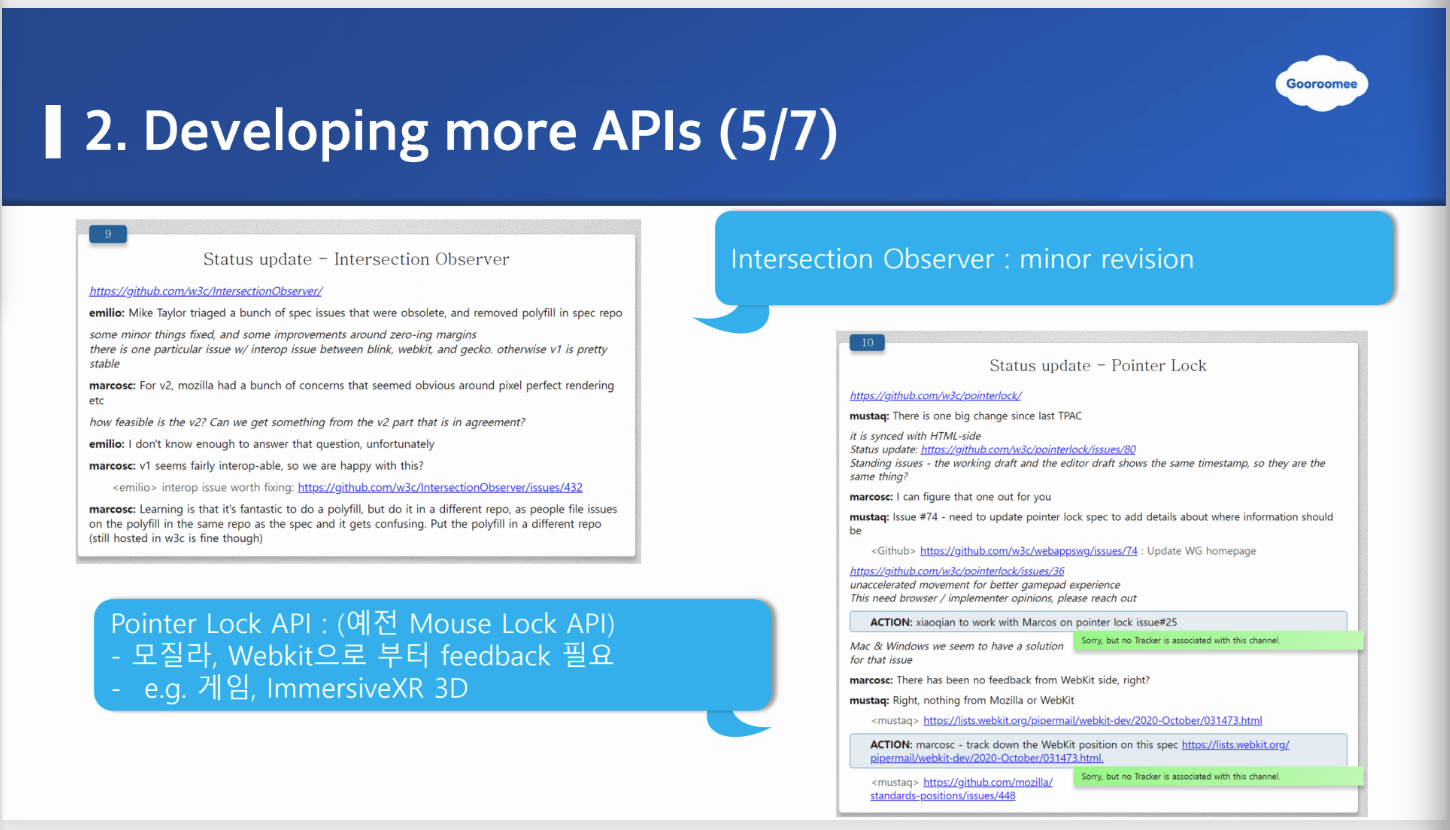 Gooroomee
2. Developing more APIs (5/7)
9
Status update - Intersection Observer
https://github.com/w3c/IntersectionObserver/
emilio: Mike Taylor triaged a bunch of spec issues that were obsolete, and removed polyfill in spec repo
some minor things fixed, and some improvements around zero-ing margins
there is one particular issue w/ interop issue between blink, webkit, and gecko. otherwise v1 is pretty
stable
marcosc: For v2, mozilla had a bunch of concerns that seemed obvious around pixel perfect rendering
etc
how feasible is the v2? Can we get something from the v2 part that is in agreement?
emilio: I don't know enough to answer that question, unfortunately
marcosc: v1 seems fairly interop-able, so we are happy with this?
<emilio> interop issue worth fixing: https://github.com/w3c/IntersectionObserver/issues/432
marcosc: Learning is that it's fantastic to do a polyfill, but do it in a different repo, as people file issues
on the polyfill in the same repo as the spec and it gets confusing. Put the polyfill in a different repo
(still hosted in w3c is fine though)
Intersection Observer : minor revision
Pointer Lock API : (예전 Mouse Lock API)
- 모질라, Webkit으로 부터 feedback 필요
- e.g. 게임, ImmersiveXR 3D
10
Status update - Pointer Lock
https://github.com/w3c/pointerlock/
mustaq: There is one big change since last TPAC
it is synced with HTML-side
Status update: https://github.com/w3c/pointerlock/issues/80
Standing issues - the working draft and the editor draft shows the same timestamp, so they are the
same thing?
marcosc: I can figure that one out for you
mustaq: Issue #74 - need to update pointer lock spec to add details about where information should
be
<Github> https://github.com/w3c/webappswg/issues/74 : Update WG homepage
https://github.com/w3c/pointerlock/issues/36
unaccelerated movement for better gamepad experience
This need browser / implementer opinions, please reach out
ACTION: xiaoqian to work with Marcos on pointer lock issue#25
Sorry, but no Tracker is associated with this channel.
Mac & Windows we seem to have a solution
for that issue
marcosc: There has been no feedback from WebKit side, right?
mustaq: Right, nothing from Mozilla or WebKit
<mustaq> https://lists.webkit.org/pipermail/webkit-dev/2020-October/031473.html
ACTION: marcosc - track down the WebKit position on this spec https://lists.webkit.org/
pipermail/webkit-dev/2020-October/031473.html.
Sorry, but no Tracker is associated with this channel.
<mustaq> https://github.com/mozilla/
standards-positions/issues/448